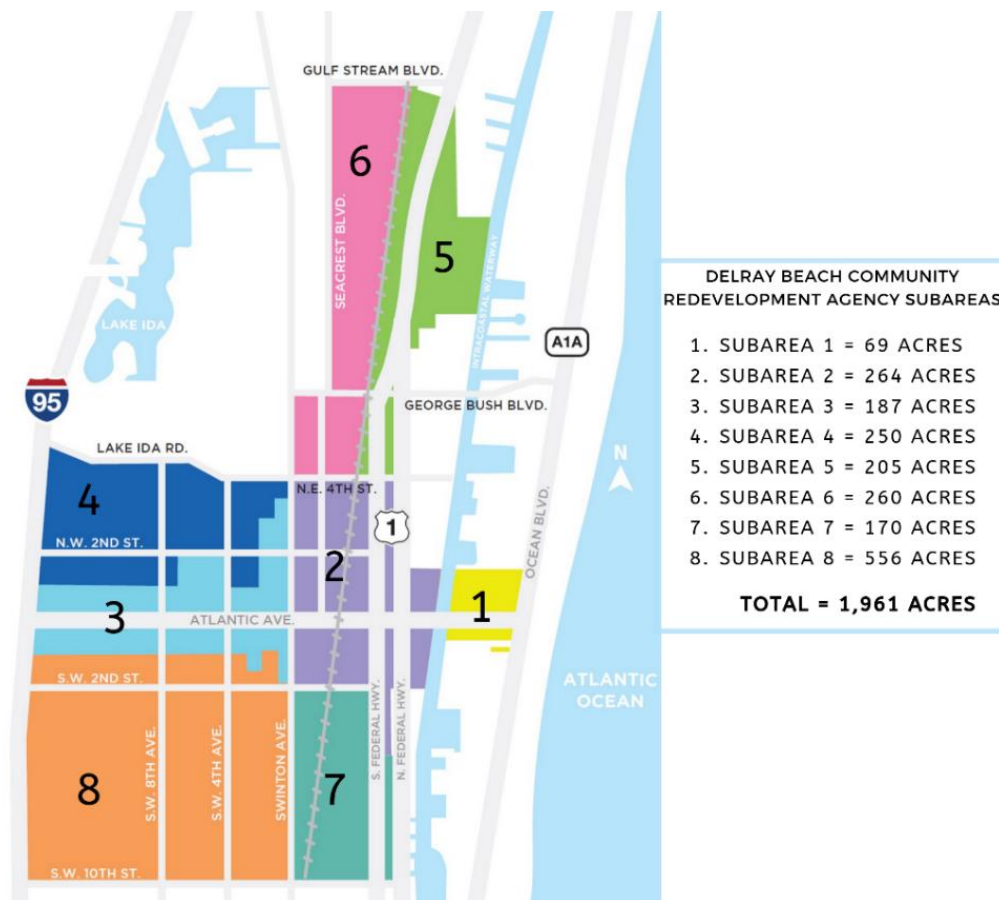 GULF STREAM BLVD.
6
SEACREST BLVD.
5
INTRACOASTAL WATERWAY
LAKE IDA
A1A
95
GEORGE BUSH BLVD.
LAKE IDA RD.
N
4
N.E. 4TH ST.
1
N.W. 2ND ST.
2
OCEAN BLVD.
3
ATLANTIC AVE.
1
S.W. 2ND ST.
ATLANTIC
OCEAN
8
S.W. 8TH AVE.
S.W. 4TH AVE.
SWINTON AVE.
7
S. FEDERAL HWY.
N. FEDERAL HWY.
S.W. 10TH ST.
DELRAY BEACH COMMUNITY
REDEVELOPMENT AGENCY SUBAREAS
1. SUBAREA 1 = 69 ACRES
2. SUBAREA 2 = 264 ACRES
3. SUBAREA 3 = 187 ACRES
4. SUBAREA 4 = 250 ACRES
5. SUBAREA 5 = 205 ACRES
6. SUBAREA 6 = 260 ACRES
7. SUBAREA 7 = 170 ACRES
8. SUBAREA 8 = 556 ACRES
TOTAL = 1,961 ACRES